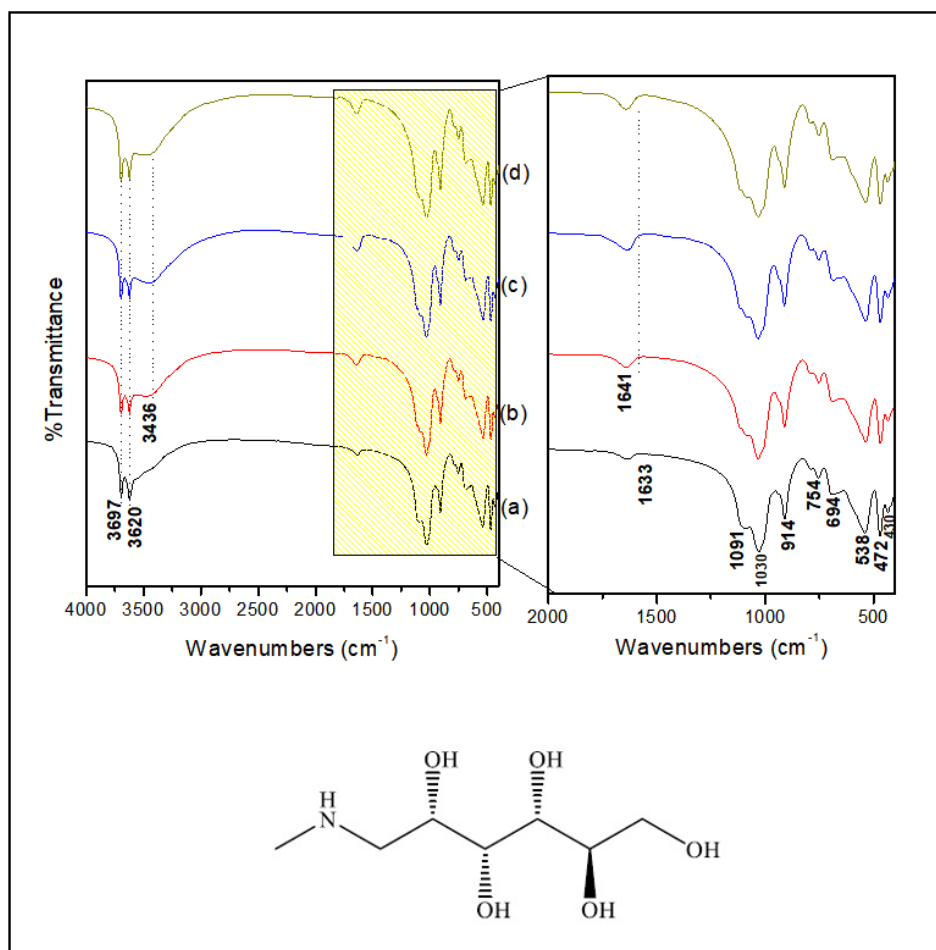 %Transmittance
(d)
(c)
(b)
(a)
3697
3620
3436
4000 3500 3000 2500 2000 1500 1000 500
Wavenumbers (cm⁻¹)
1641
1633
1091
1030
914
754
694
538
472
430
2000 1500 1000 500
Wavenumbers (cm⁻¹)
OH OH
H
N
OH
OH OH